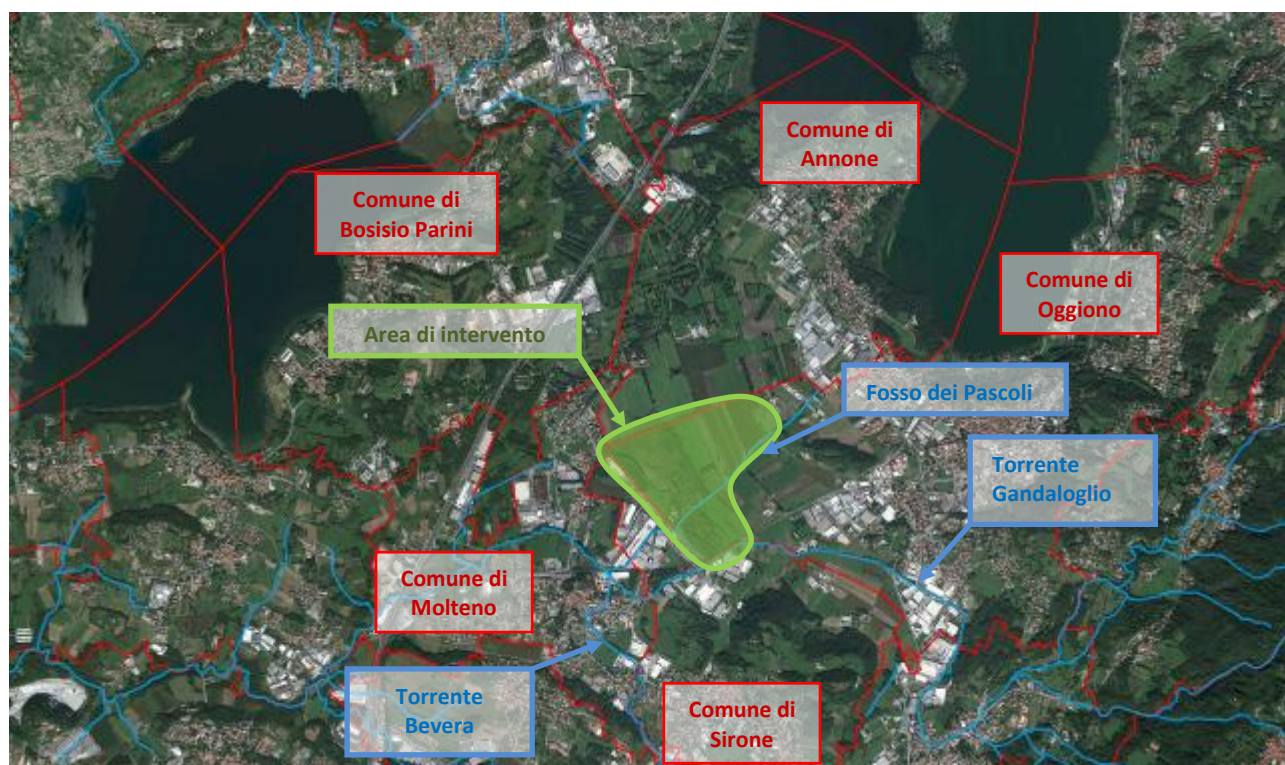 Comune di
Annone
Comune di
Bosisio Parini
Comune di
Oggiono
Area di intervento
Fosso dei Pascoli
Torrente
Gandaloglio
Comune di
Molteno
Torrente
Bevera
Comune di
Sirone